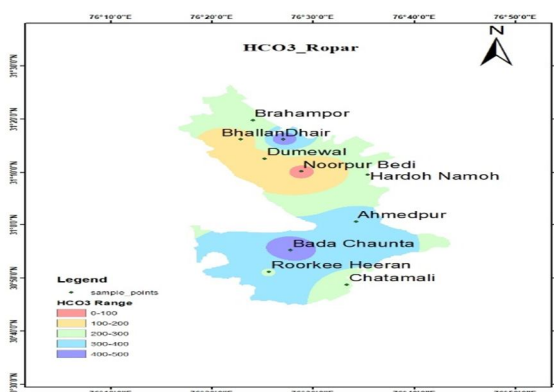 76°10'0"E 76°20'0"E 76°30'0"E 76°40'0"E 76°50'0"E
HCO3_Ropar
N
Brahampor
BhallanDhair
Dumewal
Noorpur Bedi
Hardoh Namoh
Ahmedpur
Bada Chaunta
Roorkee Heeran
Chatamali
Legend
sample_points
HCO3 Range
0-100
100-200
200-300
300-400
400-500